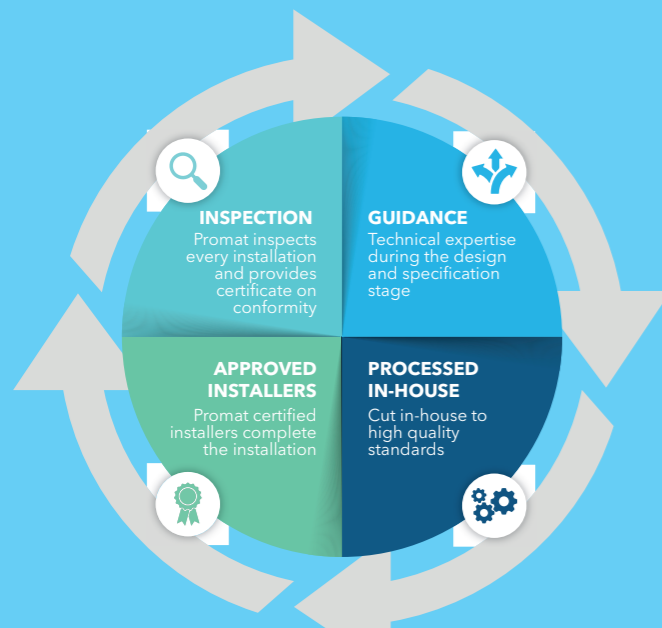 INSPECTION
Promat inspects
every installation
and provides
certificate on
conformity
GUIDANCE
Technical expertise
during the design
and specification
stage
APPROVED
INSTALLERS
Promat certified
installers complete
the installation
PROCESSED
IN-HOUSE
Cut in-house to
high quality
standards